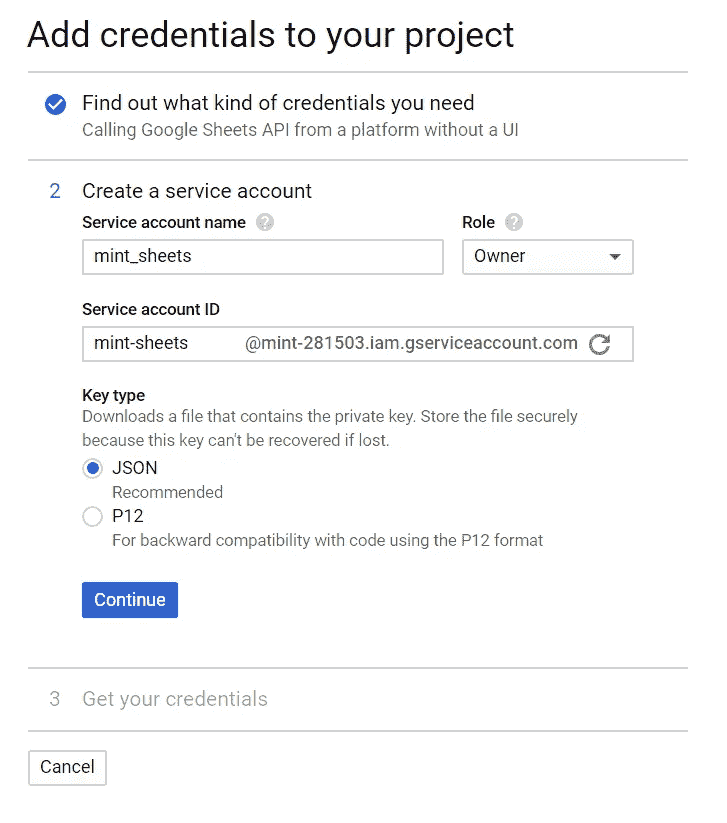 Add credentials to your project
Find out what kind of credentials you need
Calling Google Sheets API from a platform without a UI
2 Create a service account
Service account name ? Role ?
mint_sheets Owner
Service account ID
mint-sheets @mint-281503.iam.gserviceaccount.com
Key type
Downloads a file that contains the private key. Store the file securely
because this key can't be recovered if lost.
JSON
Recommended
P12
For backward compatibility with code using the P12 format
Continue
3 Get your credentials
Cancel